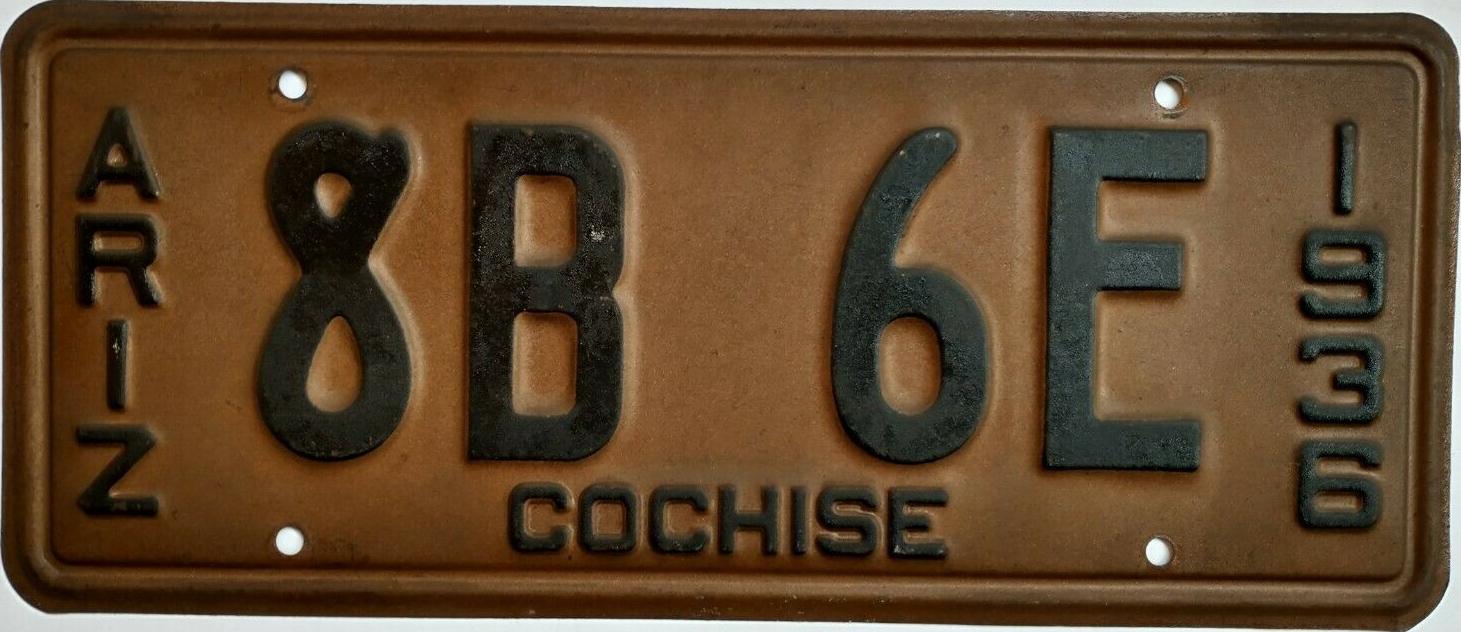 ARIZ
8B 6E
1936
COCHISE